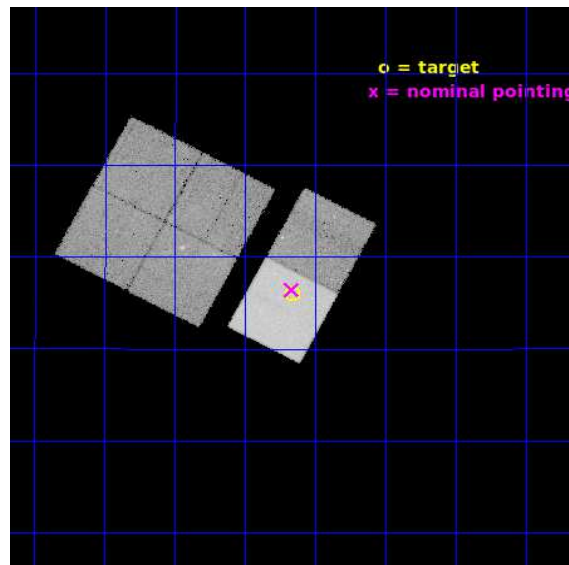 o = target
x = nominal pointing